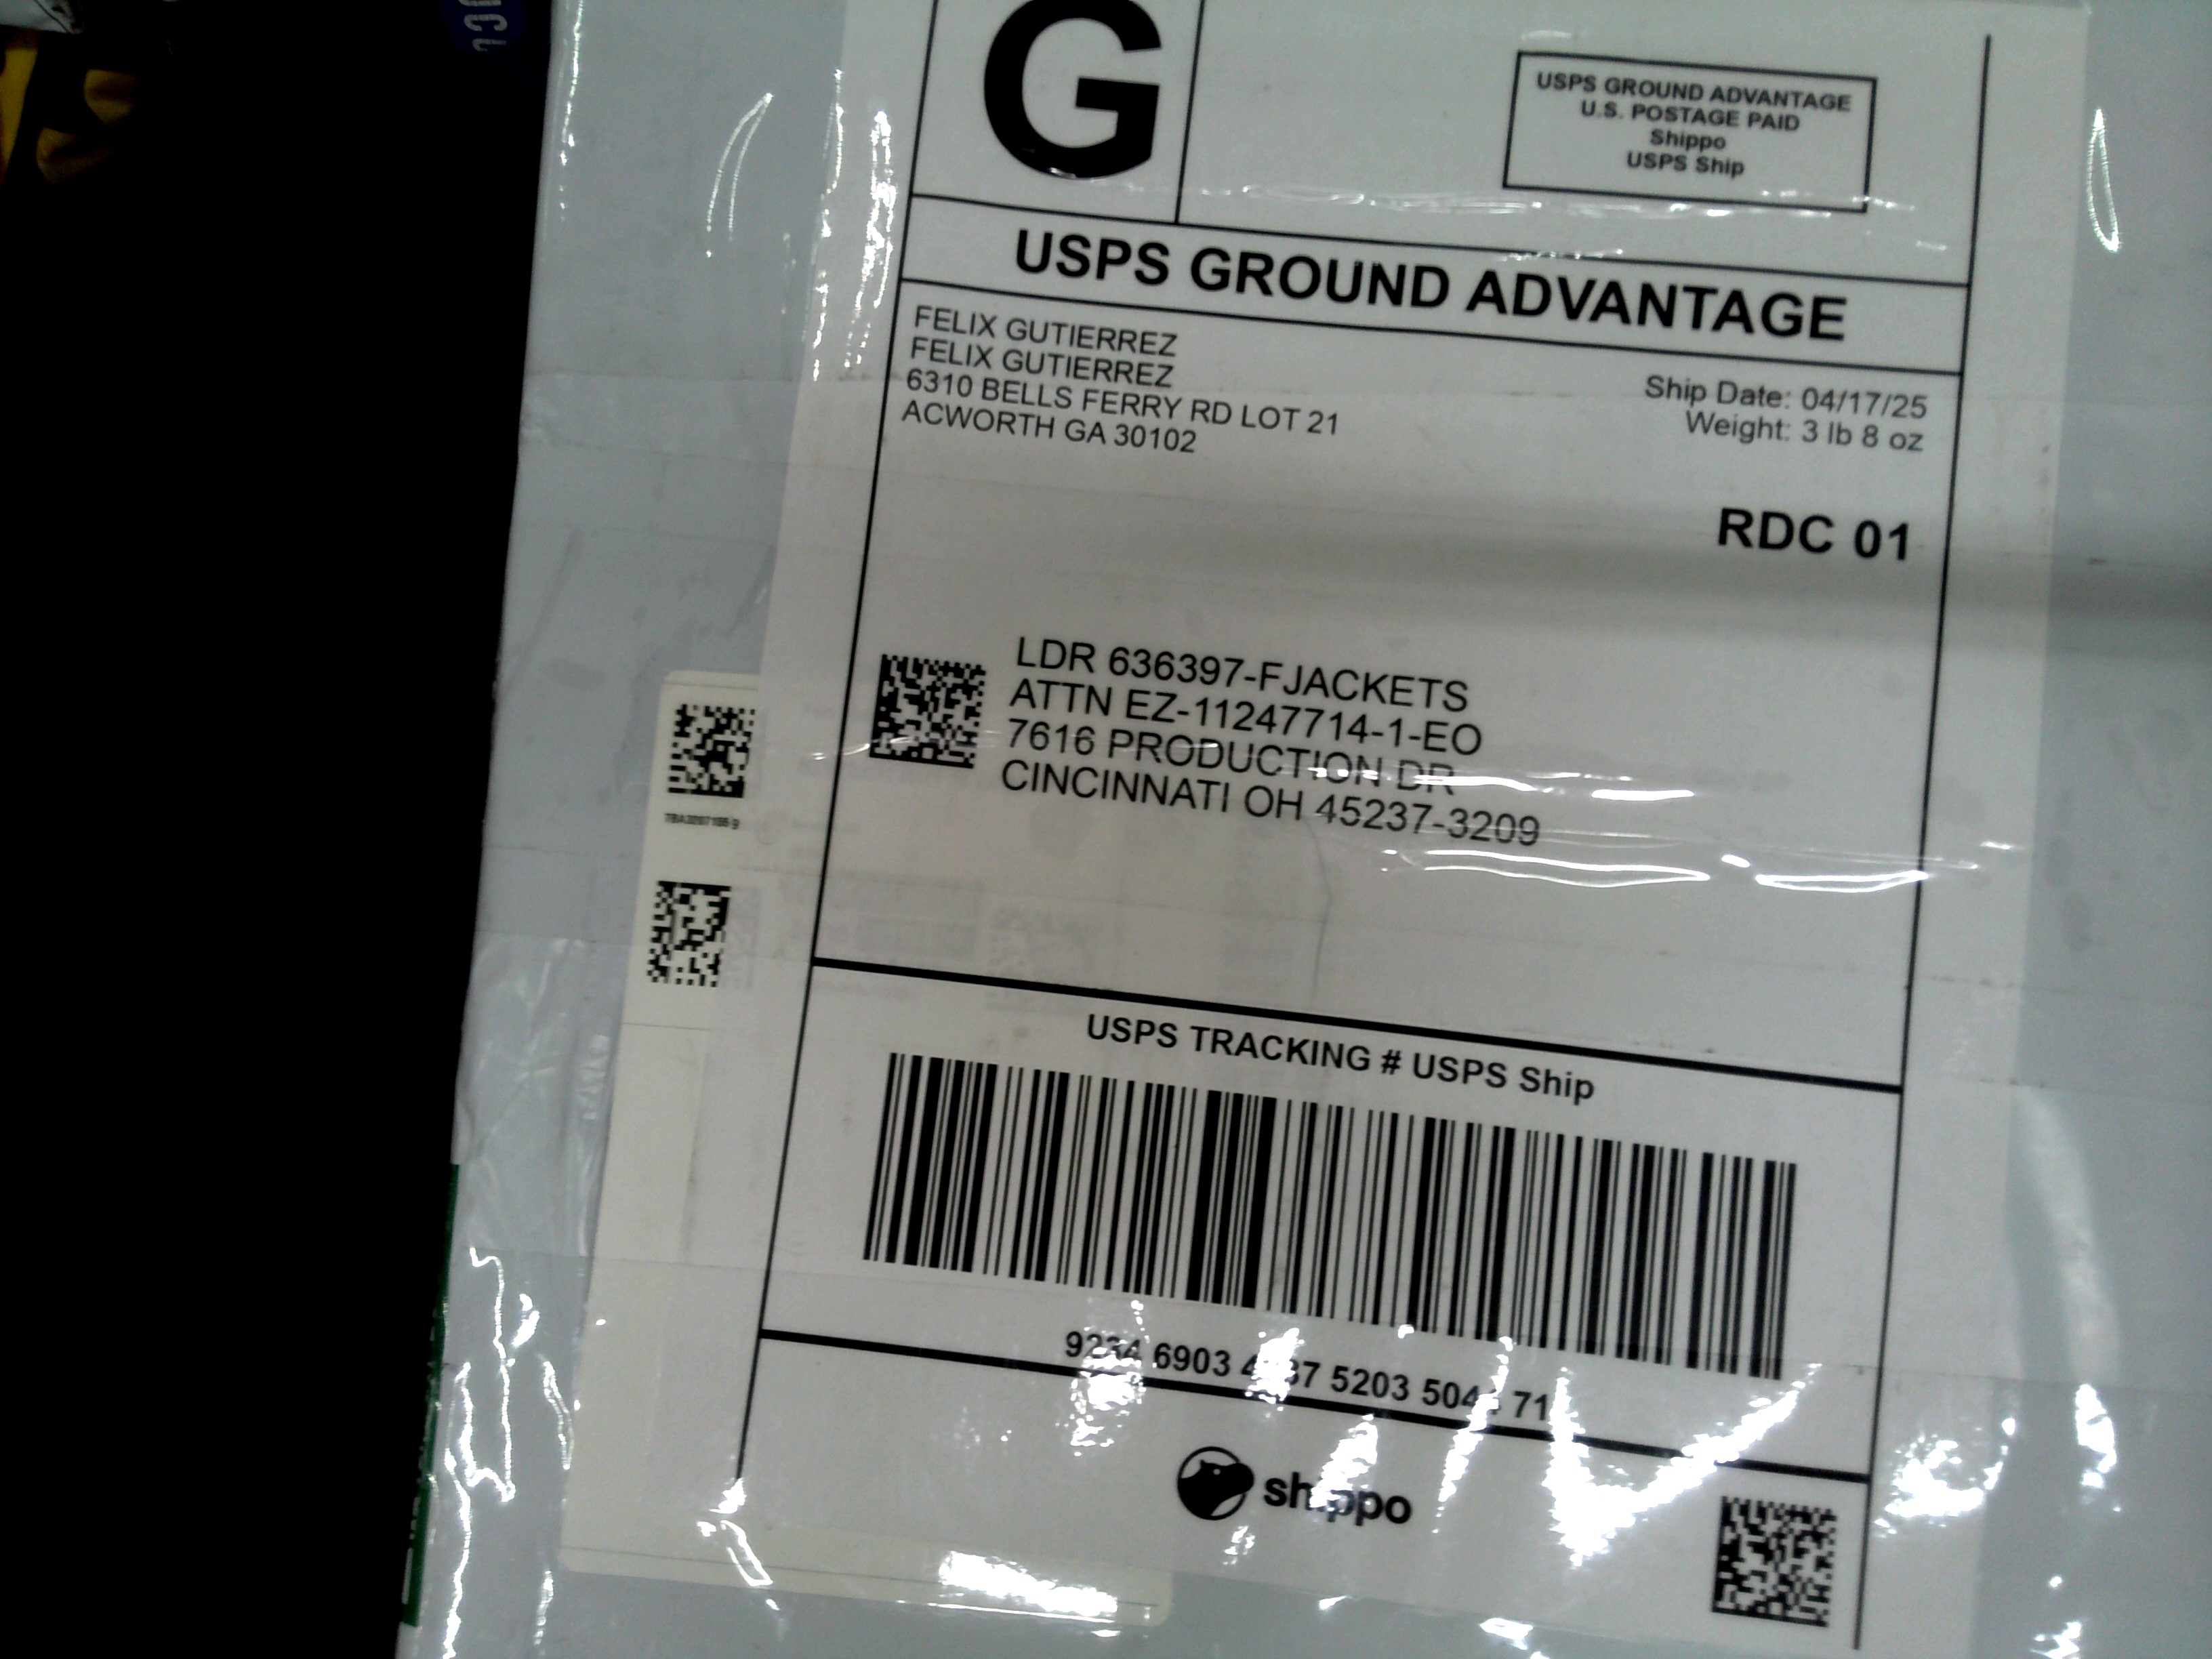 G
USPS GROUND ADVANTAGE
U.S. POSTAGE PAID
Shippo
USPS Ship
USPS GROUND ADVANTAGE
FELIX GUTIERREZ
FELIX GUTIERREZ
6310 BELLS FERRY RD LOT 21
ACWORTH GA 30102
Ship Date: 04/17/25
Weight: 3 lb 8 oz
RDC 01
LDR 636397-FJACKETS
ATTN EZ-11247714-1-EO
7616 PRODUCTION DR
CINCINNATI OH 45237-3209
USPS TRACKING # USPS Ship
6903 5203 71
shippo